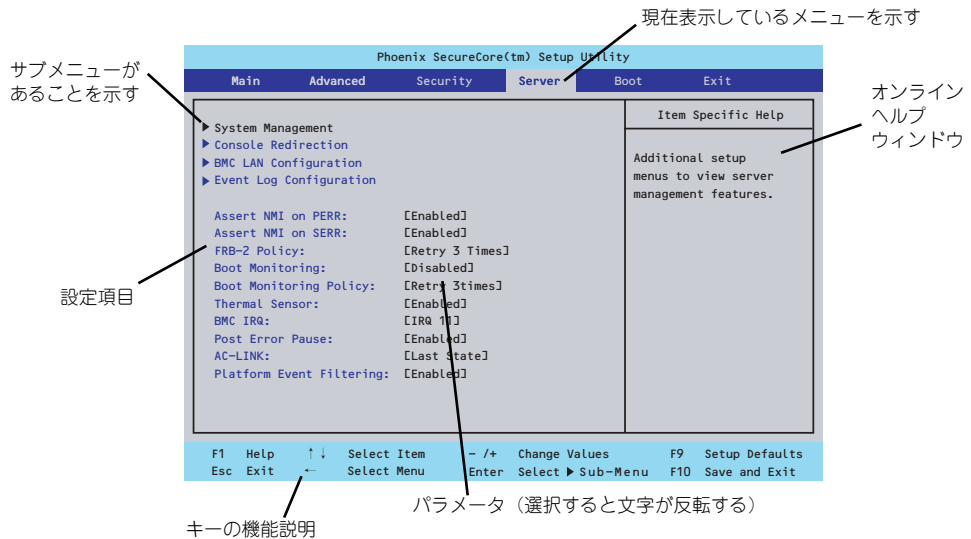 現在表示しているメニューを示す
サブメニューが
あることを示す
Phoenix SecureCore(tm) Setup Utility
Main Advanced Security Server Boot Exit
オンライン
ヘルプ
ウィンドウ
Item Specific Help
▶ System Management
▶ Console Redirection
▶ BMC LAN Configuration
▶ Event Log Configuration
Additional setup
menus to view server
management features.
Assert NMI on PERR: [Enabled]
Assert NMI on SERR: [Enabled]
FRB-2 Policy: [Retry 3 Times]
Boot Monitoring: [Disabled]
Boot Monitoring Policy: [Retry 3times]
Thermal Sensor: [Enabled]
BMC IRQ: [IRQ 11]
Post Error Pause: [Enabled]
AC-LINK: [Last State]
Platform Event Filtering: [Enabled]
設定項目
F1 Help ↑↓ Select Item - /+ Change Values F9 Setup Defaults
Esc Exit ← Select Menu Enter Select ▶ Sub-Menu F10 Save and Exit
パラメータ（選択すると文字が反転する）
キーの機能説明